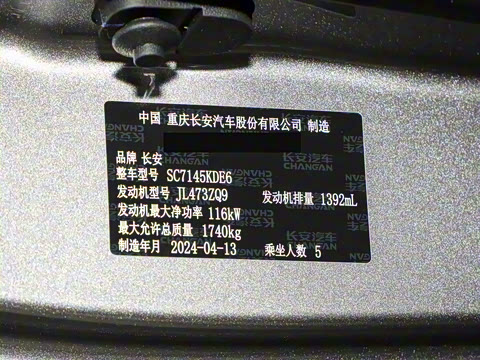 中国 重庆长安汽车股份有限公司 制造
品牌 长安
整车型号 SC7145KDE6
发动机型号 JL473ZQ9 发动机排量 1392mL
发动机最大净功率 116kW
最大允许总质量 1740kg
制造年月 2024-04-13 乘坐人数 5